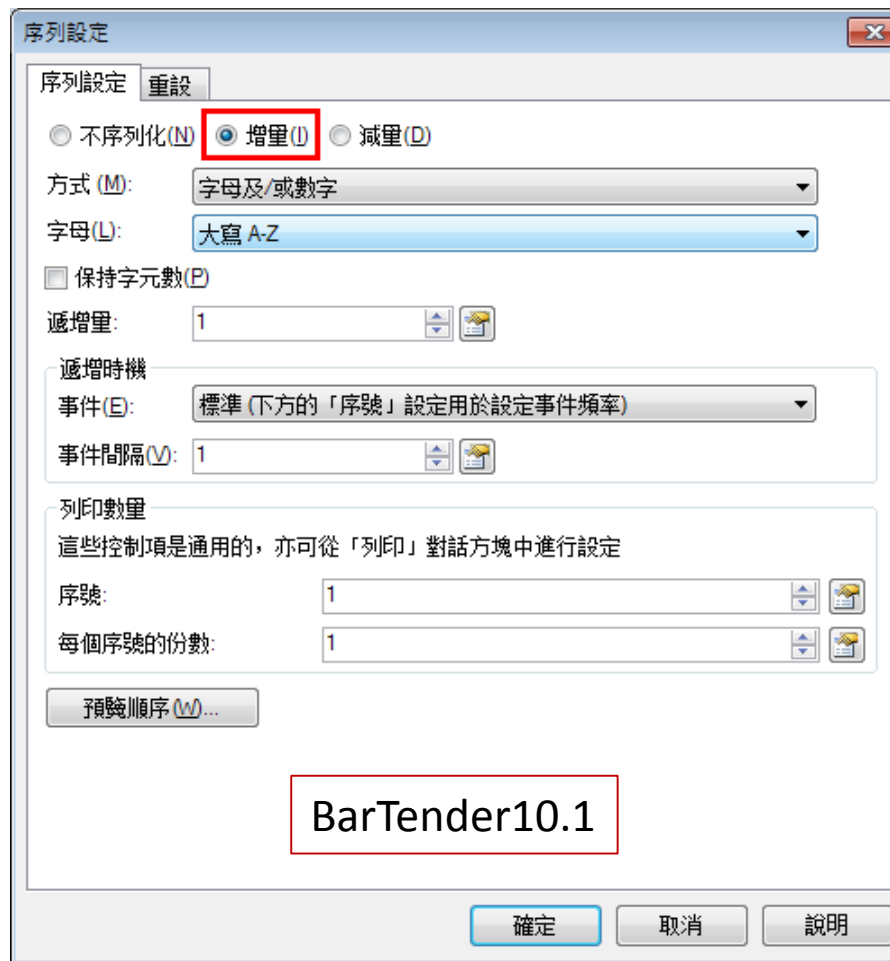 序列設定
序列設定 重設
不序列化(N) 增量(I) 減量(D)
方式 (M): 字母及/或數字
字母(L): 大寫 A-Z
保持字元數(P)
遞增量: 1
遞增時機
事件(E): 標準 (下方的「序號」設定用於設定事件頻率)
事件間隔(V): 1
列印數量
這些控制項是通用的，亦可從「列印」對話方塊中進行設定
序號: 1
每個序號的份數: 1
預覽順序(W)...
BarTender10.1
確定 取消 說明